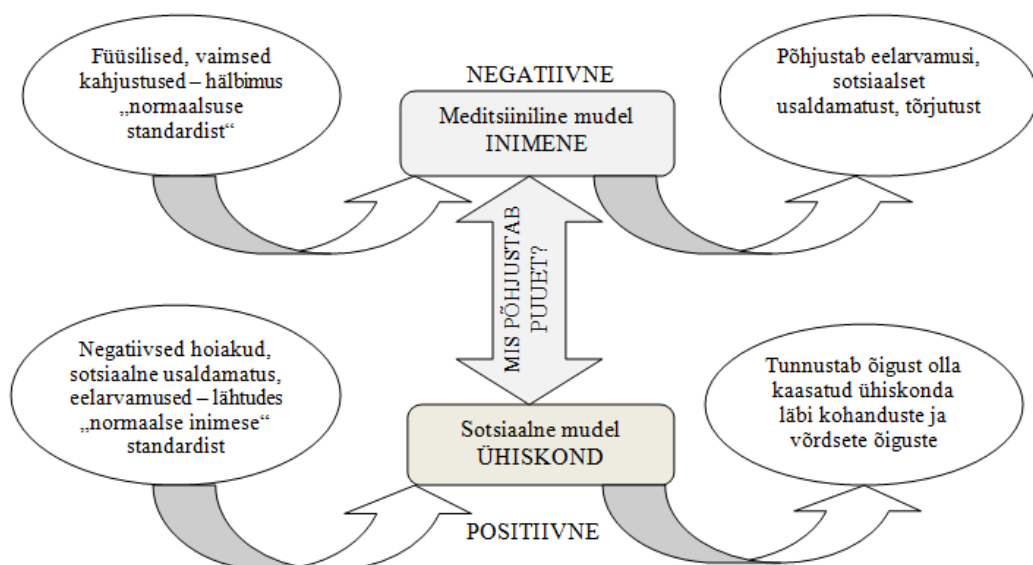 Füüsilised, vaimsed
kahjustused – hälbimus
„normaalsuse
standardist“
NEGATIIVNE
Meditsiiniline mudel
INIMENE
Põhjustab eelarvamusi,
sotsiaalset
usaldamatust, tõrjutust
MIS PÕHJUSTAB
PUUET?
Negatiivsed hoiakud,
sotsiaalne usaldamatus,
eelarvamused – lähtudes
„normaalse inimese“
standardist
Sotsiaalne mudel
ÜHISKOND
POSITIIVNE
Tunnustab õigust olla
kaasatud ühiskonda
läbi kohanduste ja
võrdsete õiguste